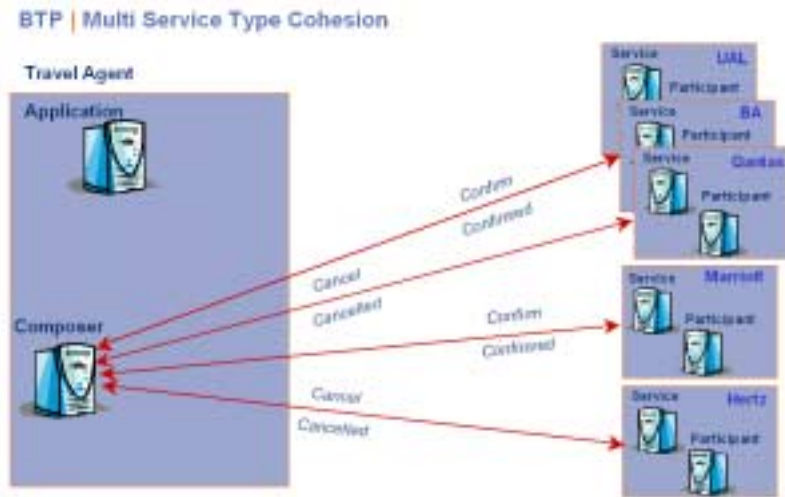 BTP | Multi Service Type Cohesion
Travel Agent
Application
Composer
Service UAL
Participant
Service BA
Participant
Service Qantas
Participant
Confirm
Confirmed
Cancel
Cancelled
Service Marriott
Participant
Confirm
Confirmed
Service Hertz
Participant
Cancel
Cancelled